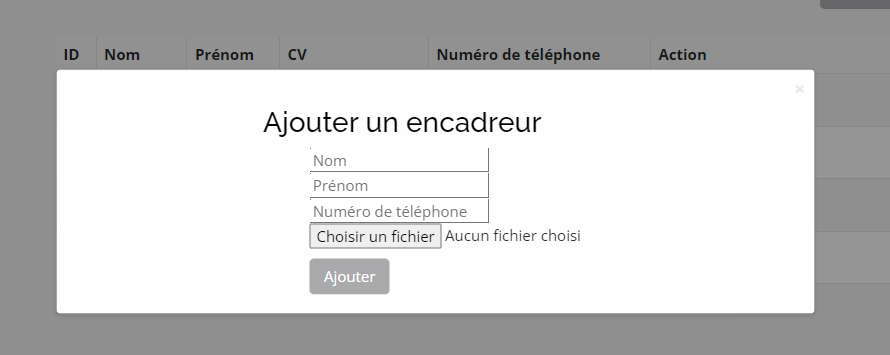 ID Nom Prénom CV Numéro de téléphone Action
×
Ajouter un encadreur
Nom
Prénom
Numéro de téléphone
Choisir un fichier Aucun fichier choisi
Ajouter